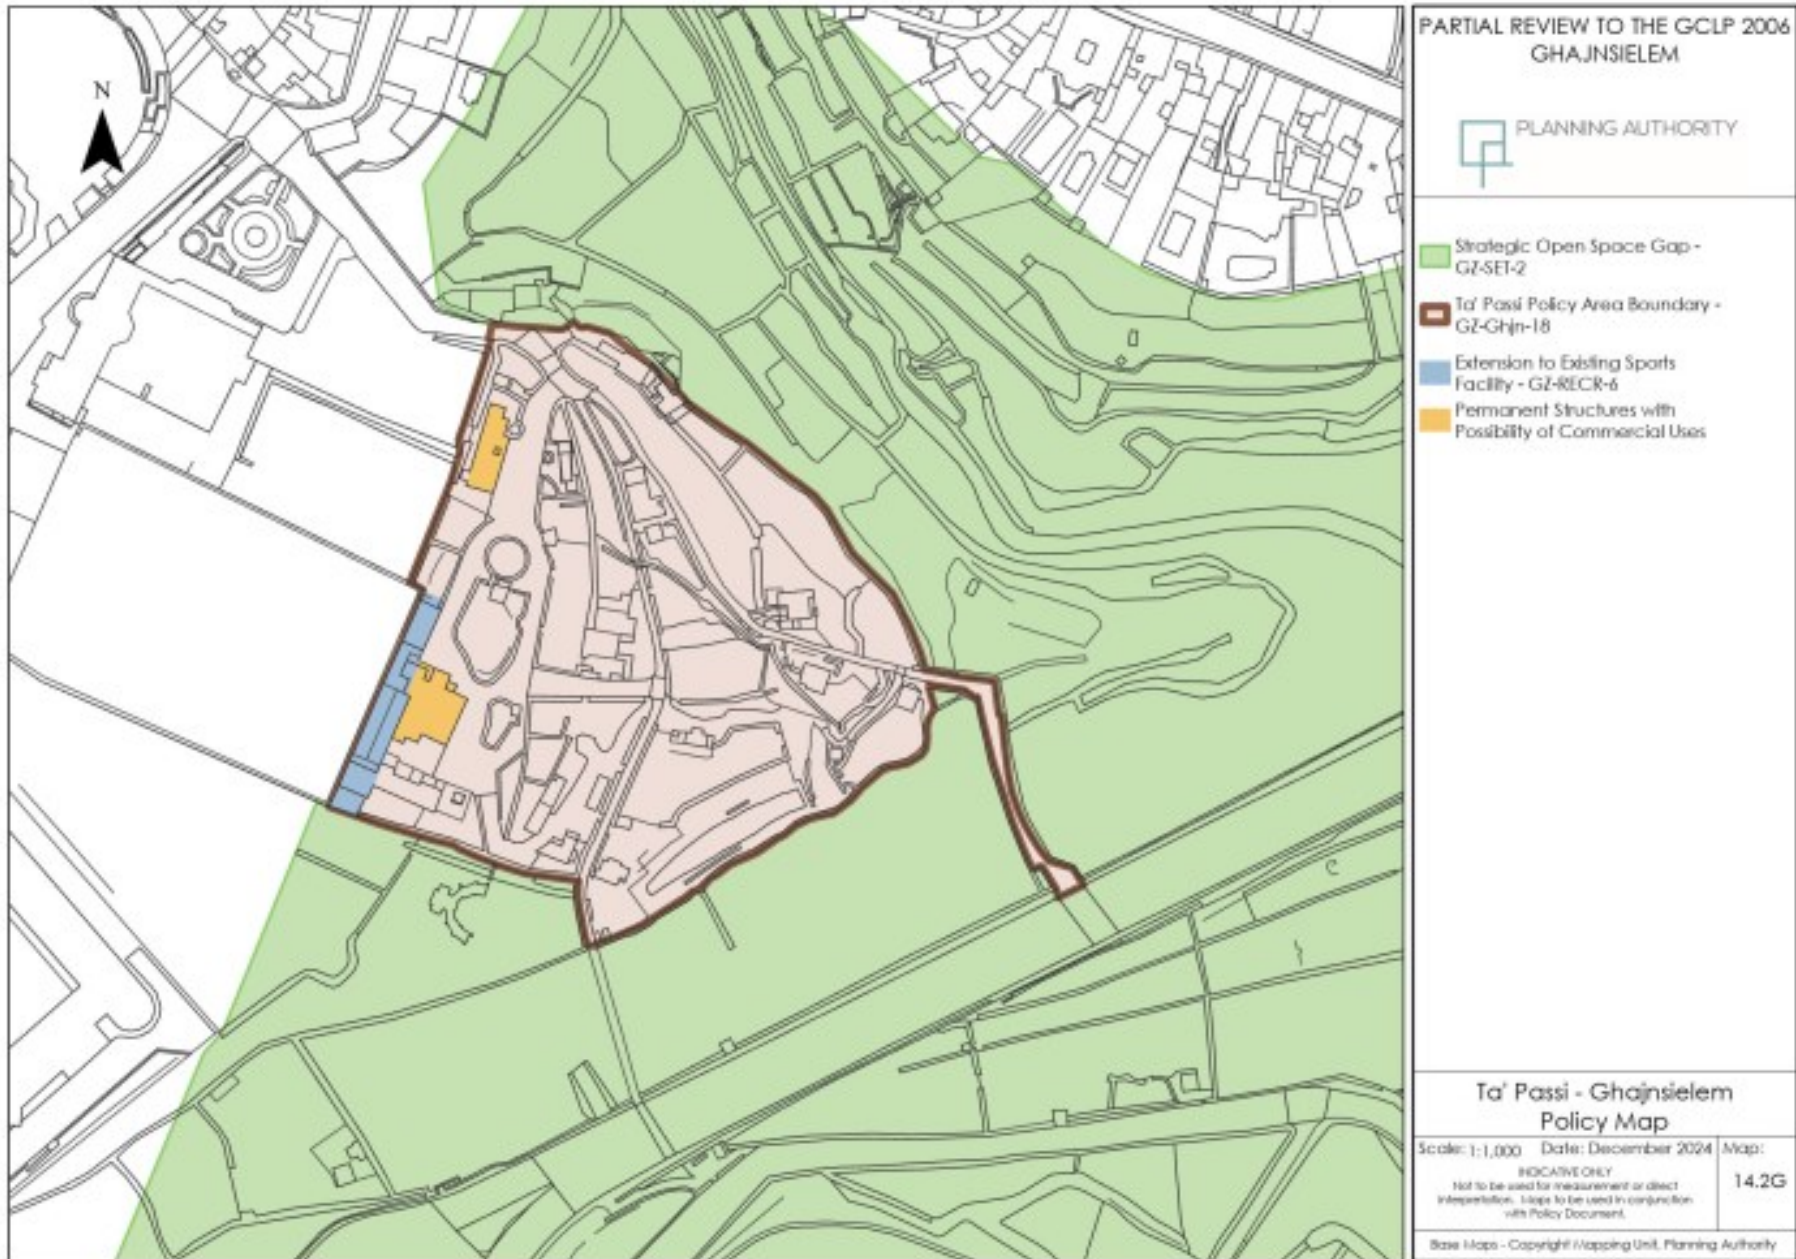 N
PARTIAL REVIEW TO THE GCLP 2006
GHAJNSIELEM
PLANNING AUTHORITY
Strategic Open Space Gap -
GZ-SET-2
Ta' Passi Policy Area Boundary -
GZ-Ghjn-18
Extension to Existing Sports
Facility - GZ-RECR-6
Permanent Structures with
Possibility of Commercial Uses
Ta' Passi - Ghajnsielem
Policy Map
Scale: 1:1,000 Date: December 2024 Map:
14.2G
INDICATIVE ONLY
Not to be used for measurement or direct
interpretation. Maps to be used in conjunction
with Policy Document.
Base Maps - Copyright Mapping Unit, Planning Authority